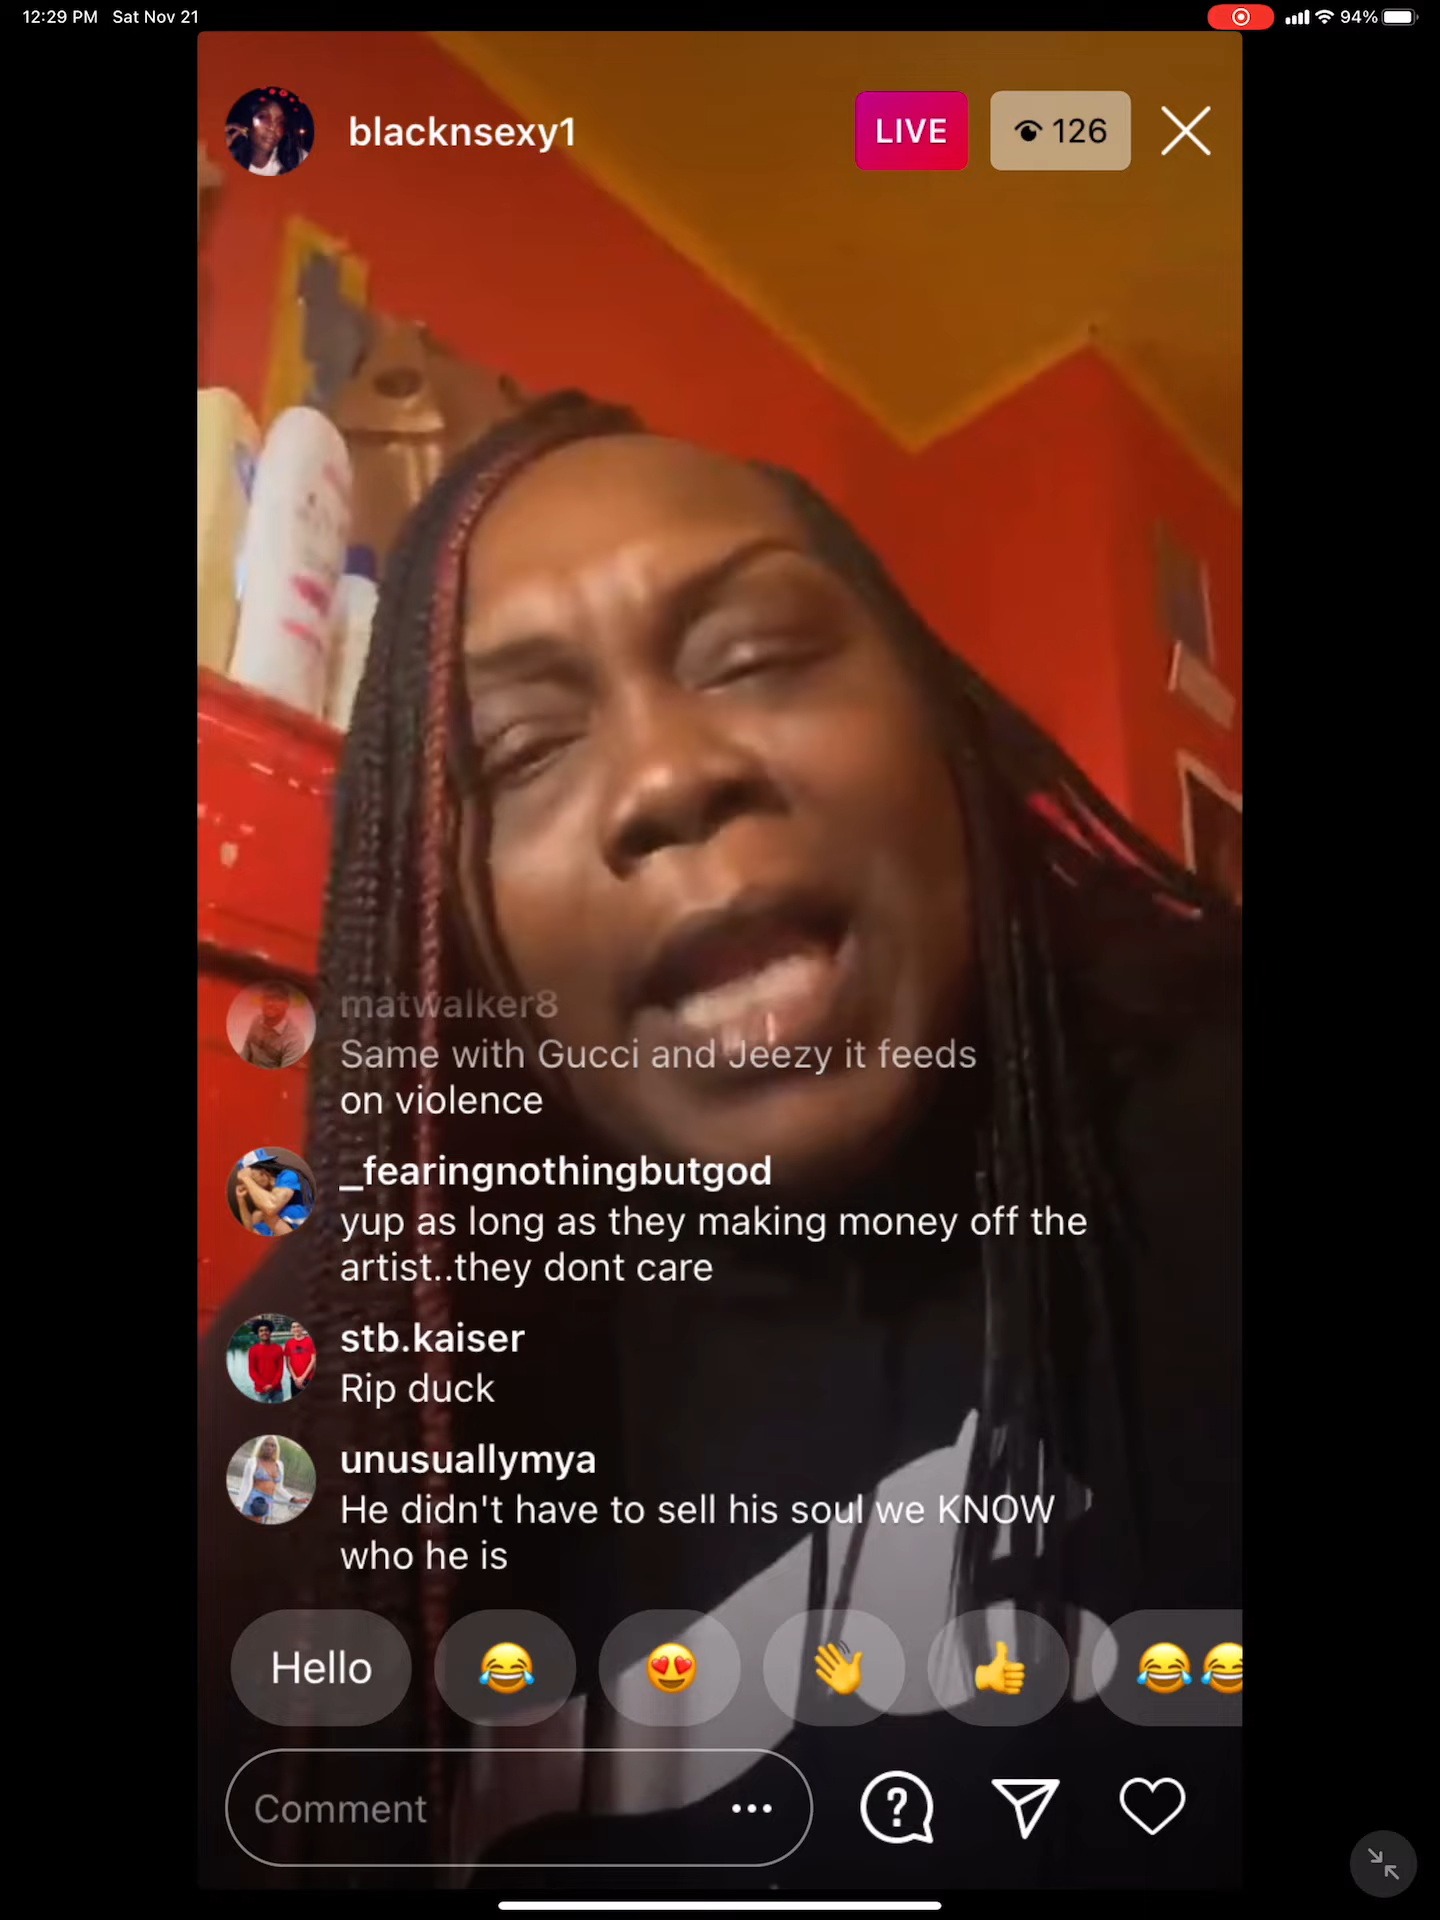 12:29 PM Sat Nov 21
94%
blacknsexy1
LIVE
126
matwalker8
Same with Gucci and Jeezy it feeds
on violence
_fearingnothingbutgod
yup as long as they making money off the
artist..they dont care
stb.kaiser
Rip duck
unusuallymya
He didn't have to sell his soul we KNOW
who he is
Hello 😂 😍 👋 👍 😂😂
Comment